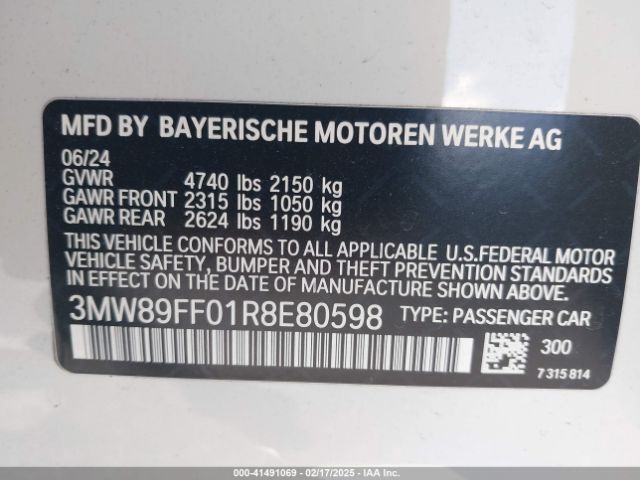 MFD BY BAYERISCHE MOTOREN WERKE AG
06/24
GVWR 4740 lbs 2150 kg
GAWR FRONT 2315 lbs 1050 kg
GAWR REAR 2624 lbs 1190 kg
THIS VEHICLE CONFORMS TO ALL APPLICABLE U.S.FEDERAL MOTOR
VEHICLE SAFETY, BUMPER AND THEFT PREVENTION STANDARDS
IN EFFECT ON THE DATE OF MANUFACTURE SHOWN ABOVE.
3MW89FF01R8E80598 TYPE: PASSENGER CAR
300
7 315 814
000-41491069 - 02/17/2025 - IAA Inc.